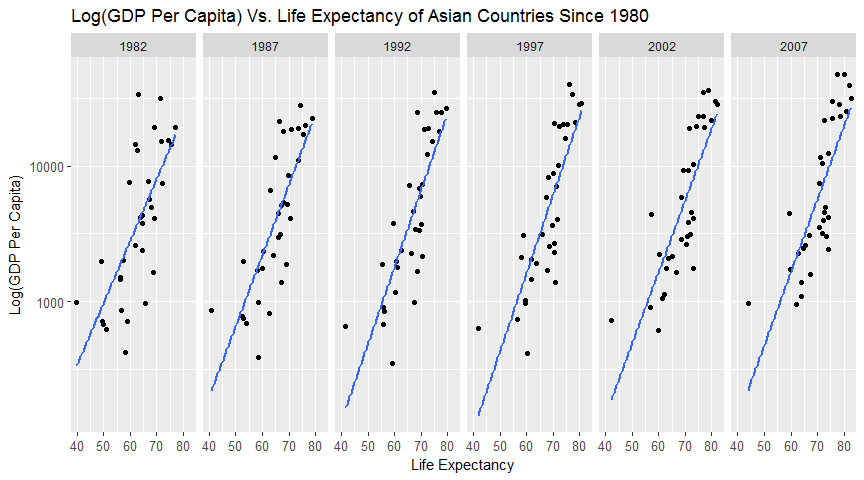 Log(GDP Per Capita) Vs. Life Expectancy of Asian Countries Since 1980
1982 1987 1992 1997 2002 2007
Log(GDP Per Capita)
10000
1000
40 50 60 70 80 40 50 60 70 80 40 50 60 70 80 40 50 60 70 80 40 50 60 70 80 40 50 60 70 80
Life Expectancy